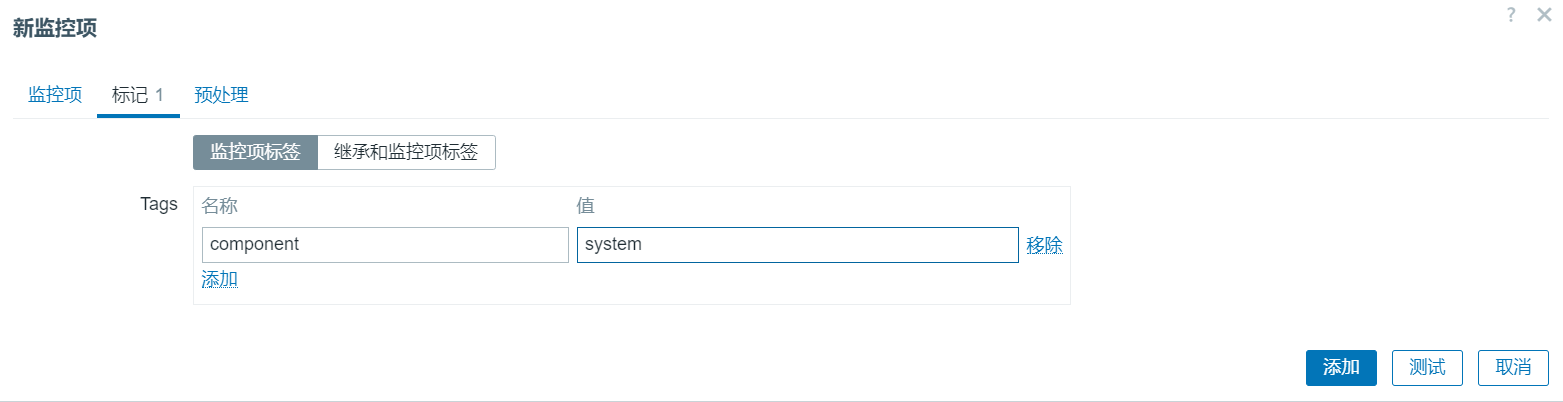 新监控项
?
监控项 标记 1 预处理
监控项标签 继承和监控项标签
Tags 名称 值
component system 移除
添加
添加 测试 取消